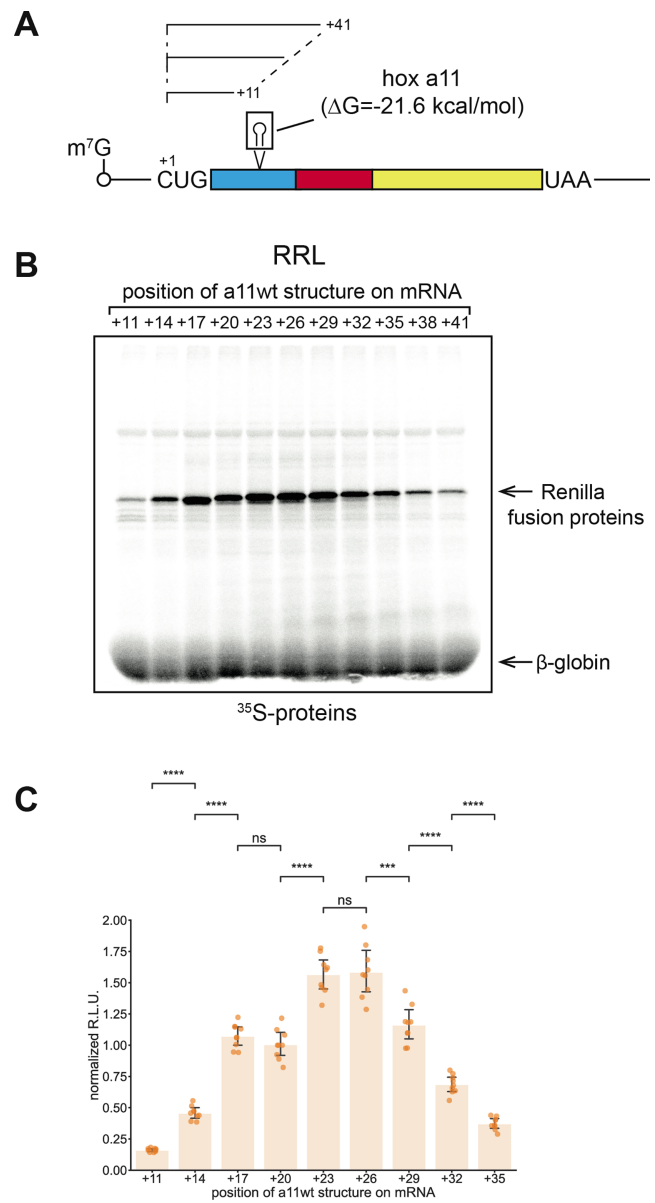 A
+41
+11
hox a11
(ΔG=-21.6 kcal/mol)
m⁷G
+1
CUG
UAA
B
RRL
position of a11wt structure on mRNA
+11 +14 +17 +20 +23 +26 +29 +32 +35 +38 +41
Renilla
fusion proteins
β-globin
³⁵S-proteins
C
****
****
****
****
ns
****
****
***
ns
2.00
1.75
1.50
1.25
1.00
0.75
0.50
0.25
0.00
normalized R.L.U.
+11 +14 +17 +20 +23 +26 +29 +32 +35
position of a11wt structure on mRNA